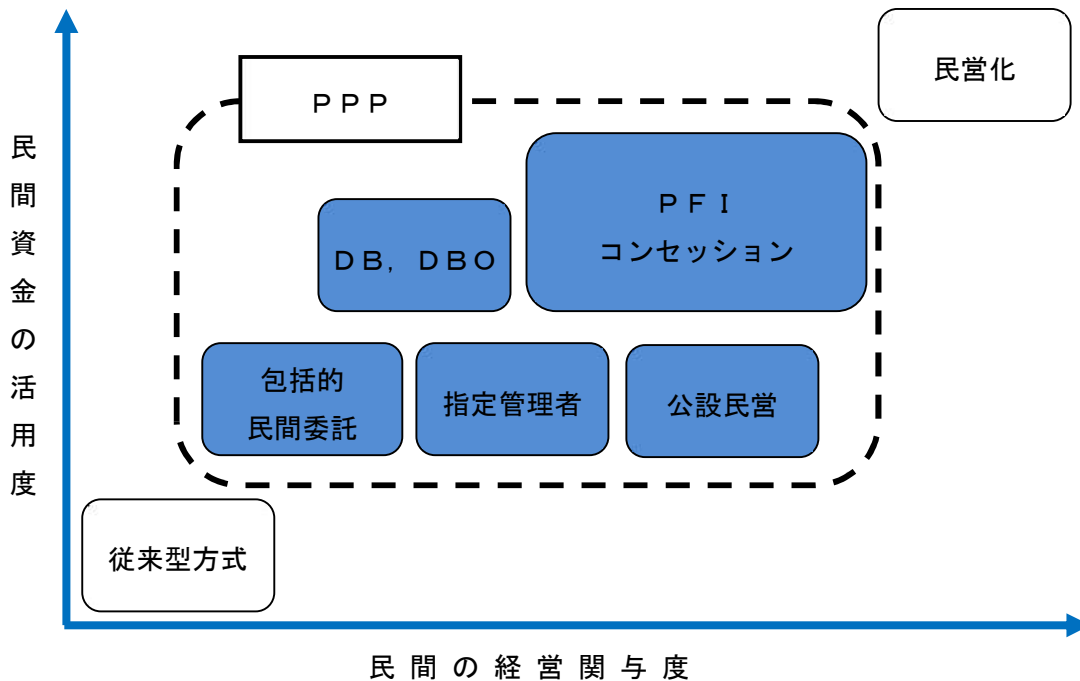 民営化
ＰＰＰ
ＰＦＩ
コンセッション
ＤＢ，ＤＢＯ
包括的
民間委託
指定管理者
公設民営
従来型方式
民間資金の活用度
民間の経営関与度